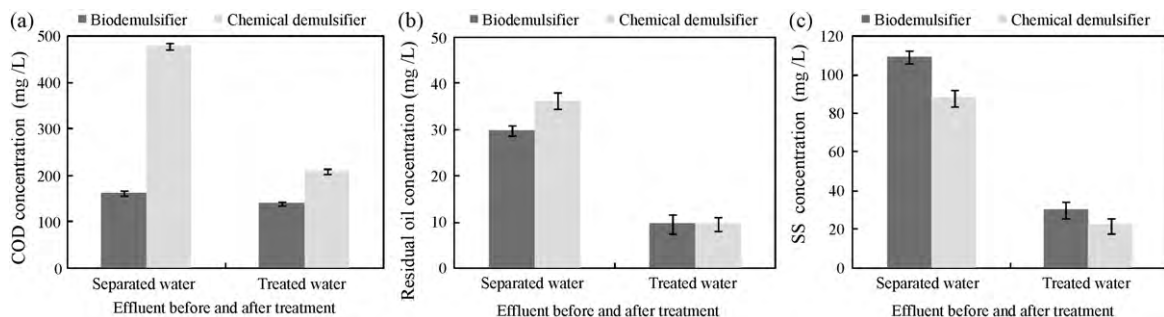 (a)
Biodemulsifier Chemical demulsifier
COD concentration (mg /L)
500
400
300
200
100
0
Separated water Treated water
Effluent before and after treatment
(b)
Biodemulsifier Chemical demulsifier
Residual oil concentration (mg/L)
50
40
30
20
10
0
Separated water Treated water
Effluent before and after treatment
(c)
Biodemulsifier Chemical demulsifier
SS concentration (mg /L)
120
100
80
60
40
20
0
Separated water Treated water
Effluent before and after treatment